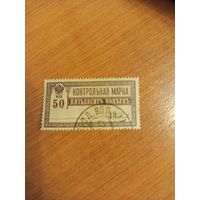 КОНТРОЛЬНАЯ МАРКА
50
ПЯТЬДЕСЯТЪ КОПѢЕКЪ